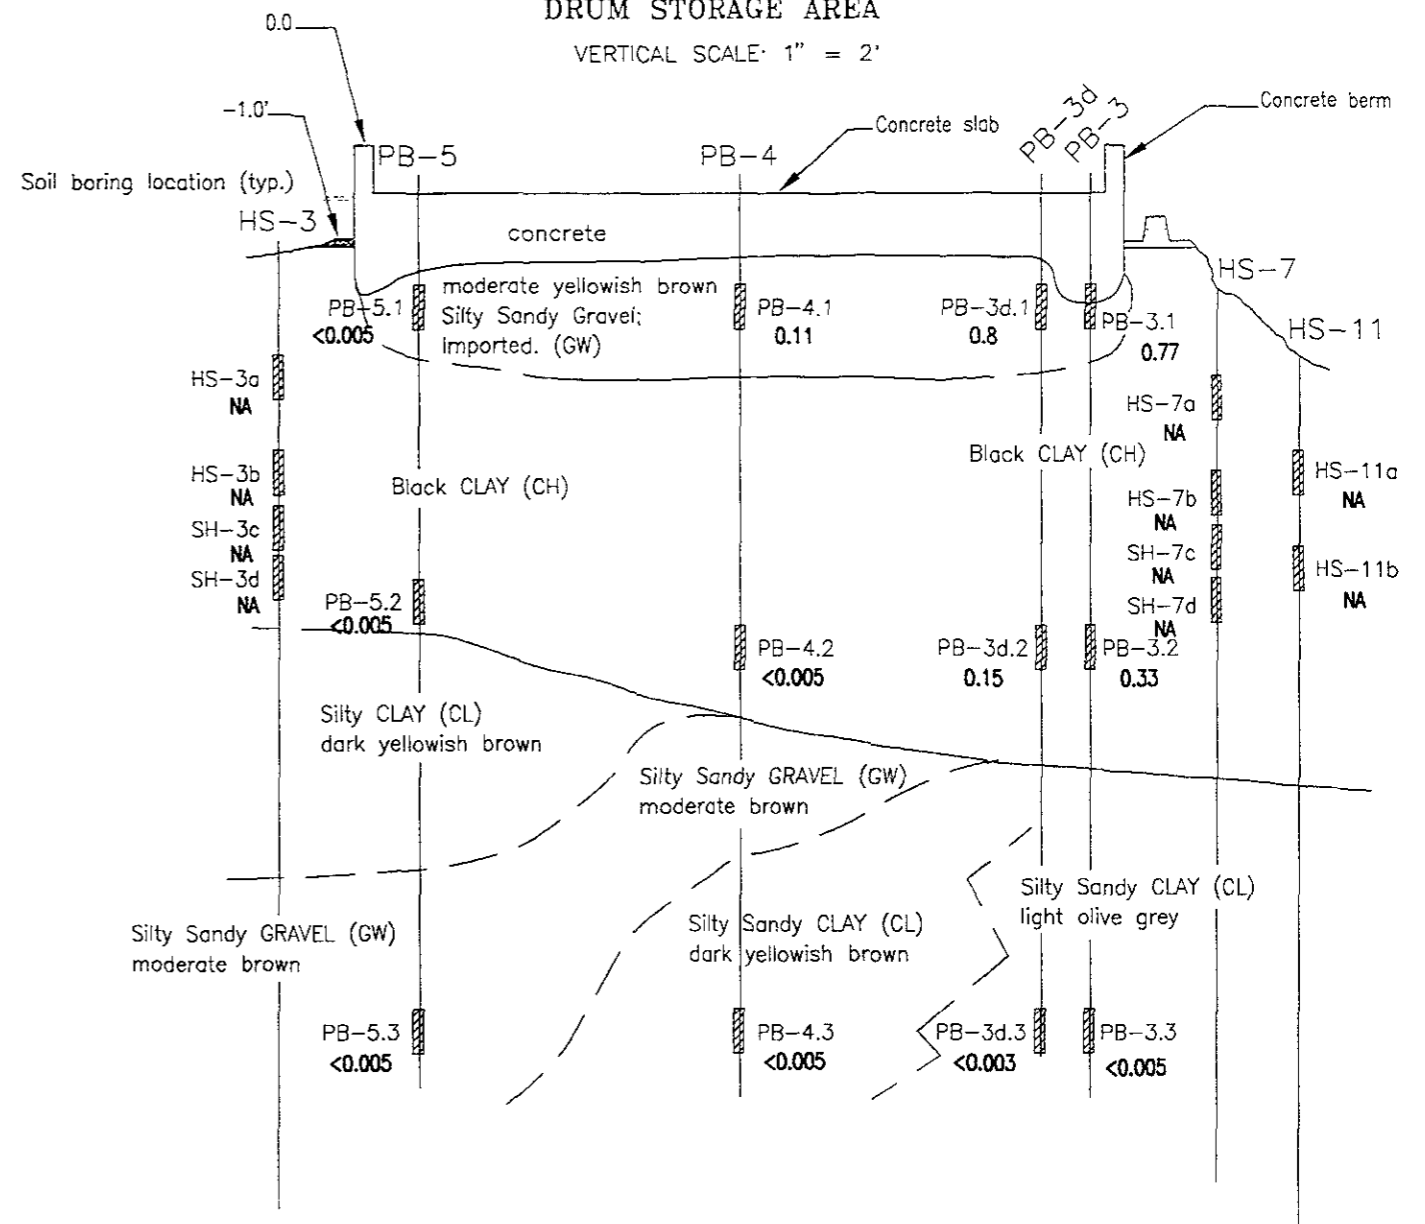 DRUM STORAGE AREA
VERTICAL SCALE· 1" = 2'
0.0
-1.0'
Concrete berm
Concrete slab
PB-3d
PB-3
PB-5
PB-4
Soil boring location (typ.)
HS-3
concrete
HS-7
HS-11
moderate yellowish brown
Silty Sandy Gravel;
imported. (GW)
PB-5.1
<0.005
PB-4.1
0.11
PB-3d.1
0.8
PB-3.1
0.77
HS-3a
NA
HS-7a
NA
Black CLAY (CH)
Black CLAY (CH)
HS-3b
NA
HS-11a
NA
HS-7b
NA
SH-3c
NA
SH-7c
NA
SH-3d
NA
HS-11b
NA
PB-5.2
<0.005
SH-7d
NA
PB-4.2
<0.005
PB-3d.2
0.15
PB-3.2
0.33
Silty CLAY (CL)
dark yellowish brown
Silty Sandy GRAVEL (GW)
moderate brown
Silty Sandy CLAY (CL)
light olive grey
Silty Sandy CLAY (CL)
dark yellowish brown
Silty Sandy GRAVEL (GW)
moderate brown
PB-5.3
<0.005
PB-4.3
<0.005
PB-3d.3
<0.003
PB-3.3
<0.005